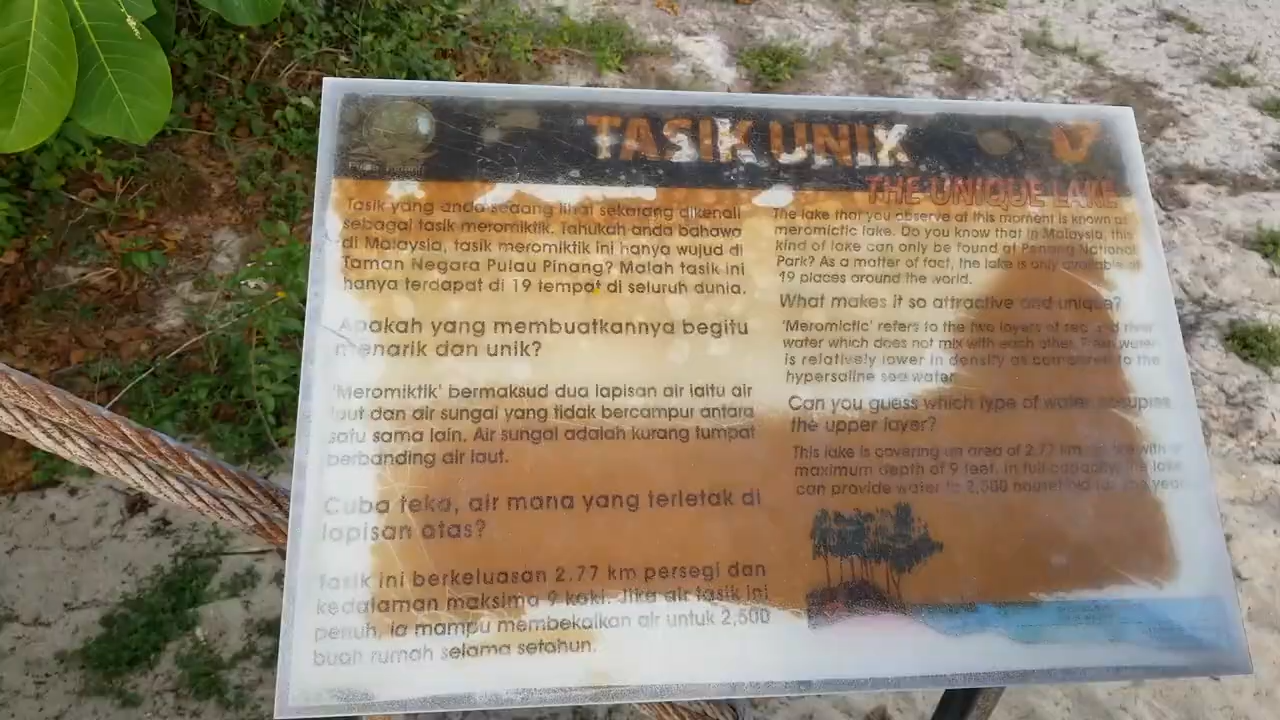 TASIK UNIK
THE UNIQUE LAKE
Tasik yang anda sedang lihat sekarang dikenali
sebagai tasik meromiktik. Tahukah anda bahawa
di Malaysia, tasik meromiktik ini hanya wujud di
Taman Negara Pulau Pinang? Malah tasik ini
hanya terdapat di 19 tempat di seluruh dunia.
Apakah yang membuatkannya begitu
menarik dan unik?
'Meromiktik' bermaksud dua lapisan air iaitu air
laut dan air sungai yang tidak bercampur antara
satu sama lain. Air sungai adalah kurang tumpat
berbanding air laut.
Cuba teka, air mana yang terletak di
lapisan atas?
Tasik ini berkeluasan 2.77 km persegi dan
kedalaman maksima 9 kaki. Jika air tasik ini
penuh, ia mampu membekalkan air untuk 2,500
buah rumah selama setahun.
The lake that you observe at this moment is known as
meromictic lake. Do you know that in Malaysia, this
kind of lake can only be found at Penang National
Park? As a matter of fact, the lake is only available at
19 places around the world.
What makes it so attractive and unique?
'Meromictic' refers to the two layers of sea and river
water which does not mix with each other. River water
is relatively lower in density as compared to the
hypersaline sea water
Can you guess which type of water occupies
the upper layer?
This lake is covering an area of 2.77 km with
maximum depth of 9 feet. In full capacity, the lake
can provide water to 2,500 household for one year